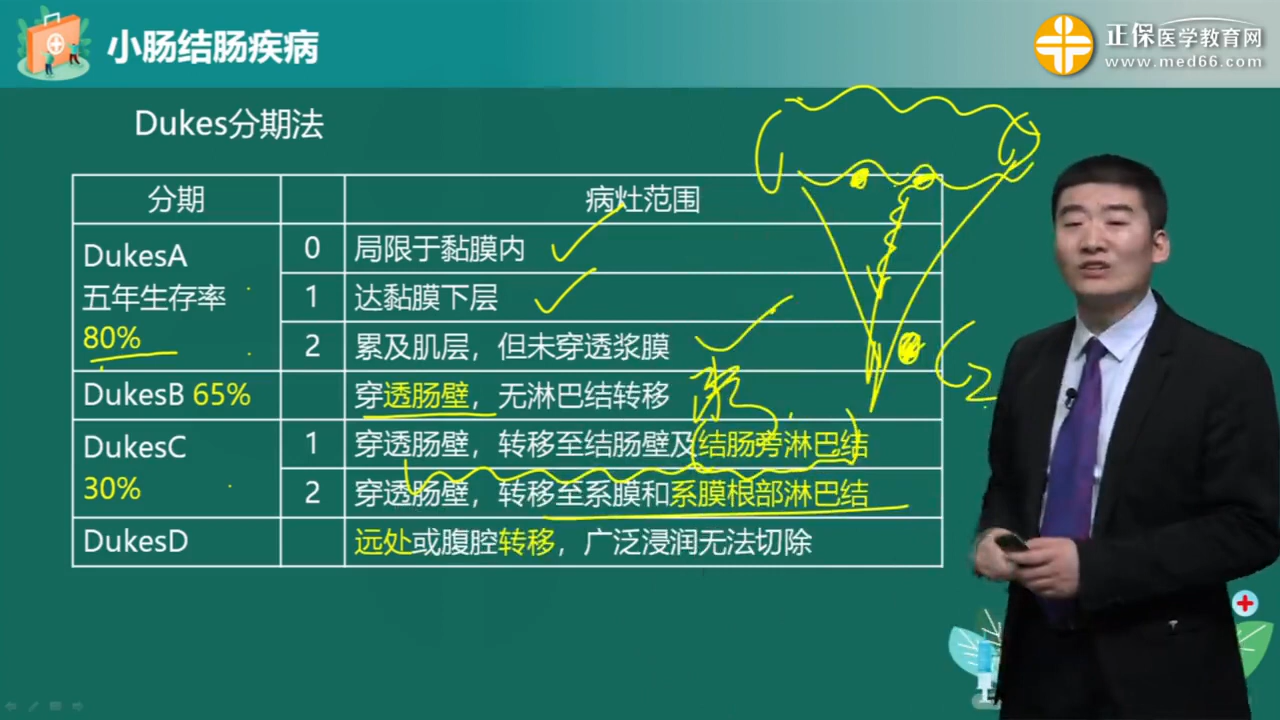 小肠结肠疾病
正保医学教育网
www.med66.com
Dukes分期法
分期 病灶范围
DukesA
五年生存率
80%
0 局限于黏膜内
1 达黏膜下层
2 累及肌层，但未穿透浆膜
DukesB 65% 穿透肠壁，无淋巴结转移
DukesC
30%
1 穿透肠壁，转移至结肠壁及结肠旁淋巴结
2 穿透肠壁，转移至系膜和系膜根部淋巴结
DukesD 远处或腹腔转移，广泛浸润无法切除
C2